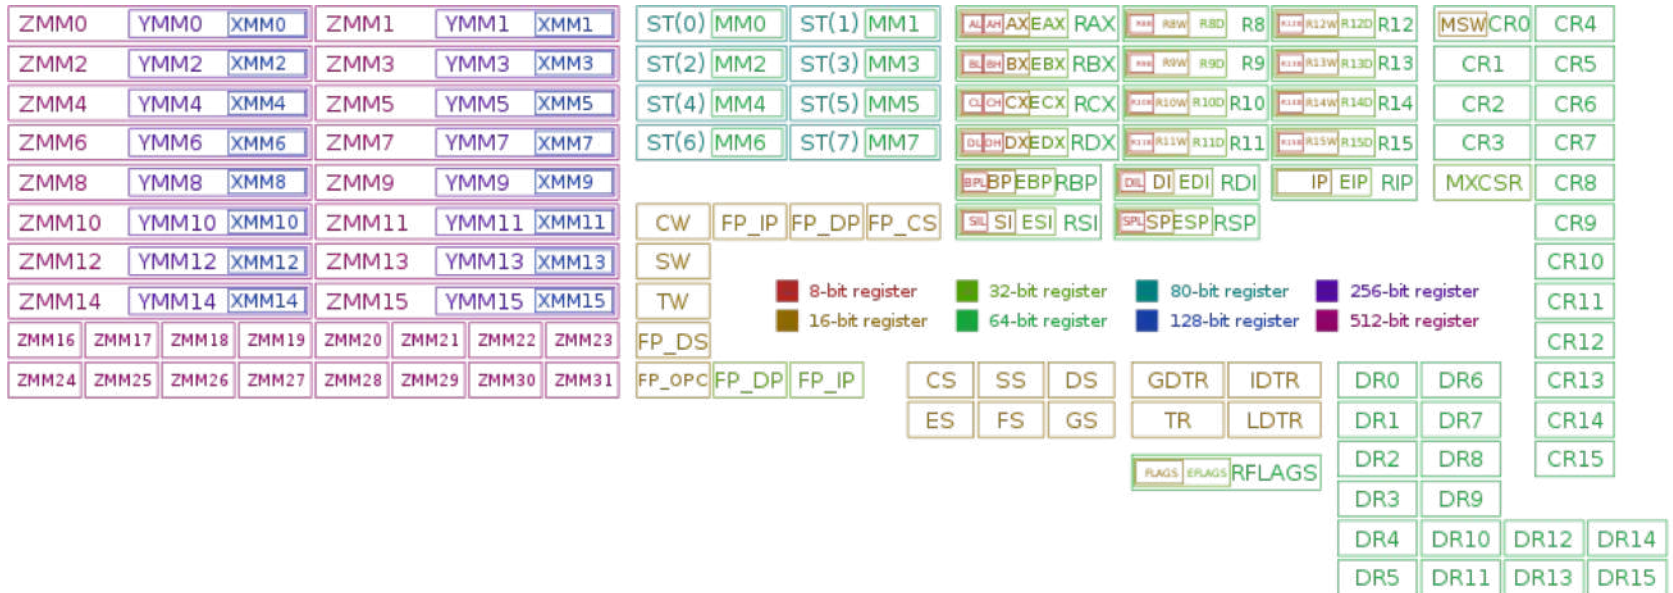 ZMM0 YMM0 XMM0 ZMM1 YMM1 XMM1 ST(0) MM0 ST(1) MM1 AL AH AX EAX RAX R8B R8W R8D R8 R12B R12W R12D R12 MSW CR0 CR4
ZMM2 YMM2 XMM2 ZMM3 YMM3 XMM3 ST(2) MM2 ST(3) MM3 BL BH BX EBX RBX R9B R9W R9D R9 R13B R13W R13D R13 CR1 CR5
ZMM4 YMM4 XMM4 ZMM5 YMM5 XMM5 ST(4) MM4 ST(5) MM5 CL CH CX ECX RCX R10B R10W R10D R10 R14B R14W R14D R14 CR2 CR6
ZMM6 YMM6 XMM6 ZMM7 YMM7 XMM7 ST(6) MM6 ST(7) MM7 DL DH DX EDX RDX R11B R11W R11D R11 R15B R15W R15D R15 CR3 CR7
ZMM8 YMM8 XMM8 ZMM9 YMM9 XMM9 BPL BP EBP RBP DIL DI EDI RDI IP EIP RIP MXCSR CR8
ZMM10 YMM10 XMM10 ZMM11 YMM11 XMM11 CW FP_IP FP_DP FP_CS SIL SI ESI RSI SPL SP ESP RSP CR9
ZMM12 YMM12 XMM12 ZMM13 YMM13 XMM13 SW CR10
ZMM14 YMM14 XMM14 ZMM15 YMM15 XMM15 TW CR11
8-bit register 32-bit register 80-bit register 256-bit register
16-bit register 64-bit register 128-bit register 512-bit register
ZMM16 ZMM17 ZMM18 ZMM19 ZMM20 ZMM21 ZMM22 ZMM23 FP_DS CR12
ZMM24 ZMM25 ZMM26 ZMM27 ZMM28 ZMM29 ZMM30 ZMM31 FP_OPC FP_DP FP_IP CS SS DS GDTR IDTR DR0 DR6 CR13
ES FS GS TR LDTR DR1 DR7 CR14
DR2 DR8 CR15
FLAGS EFLAGS RFLAGS
DR3 DR9
DR4 DR10 DR12 DR14
DR5 DR11 DR13 DR15